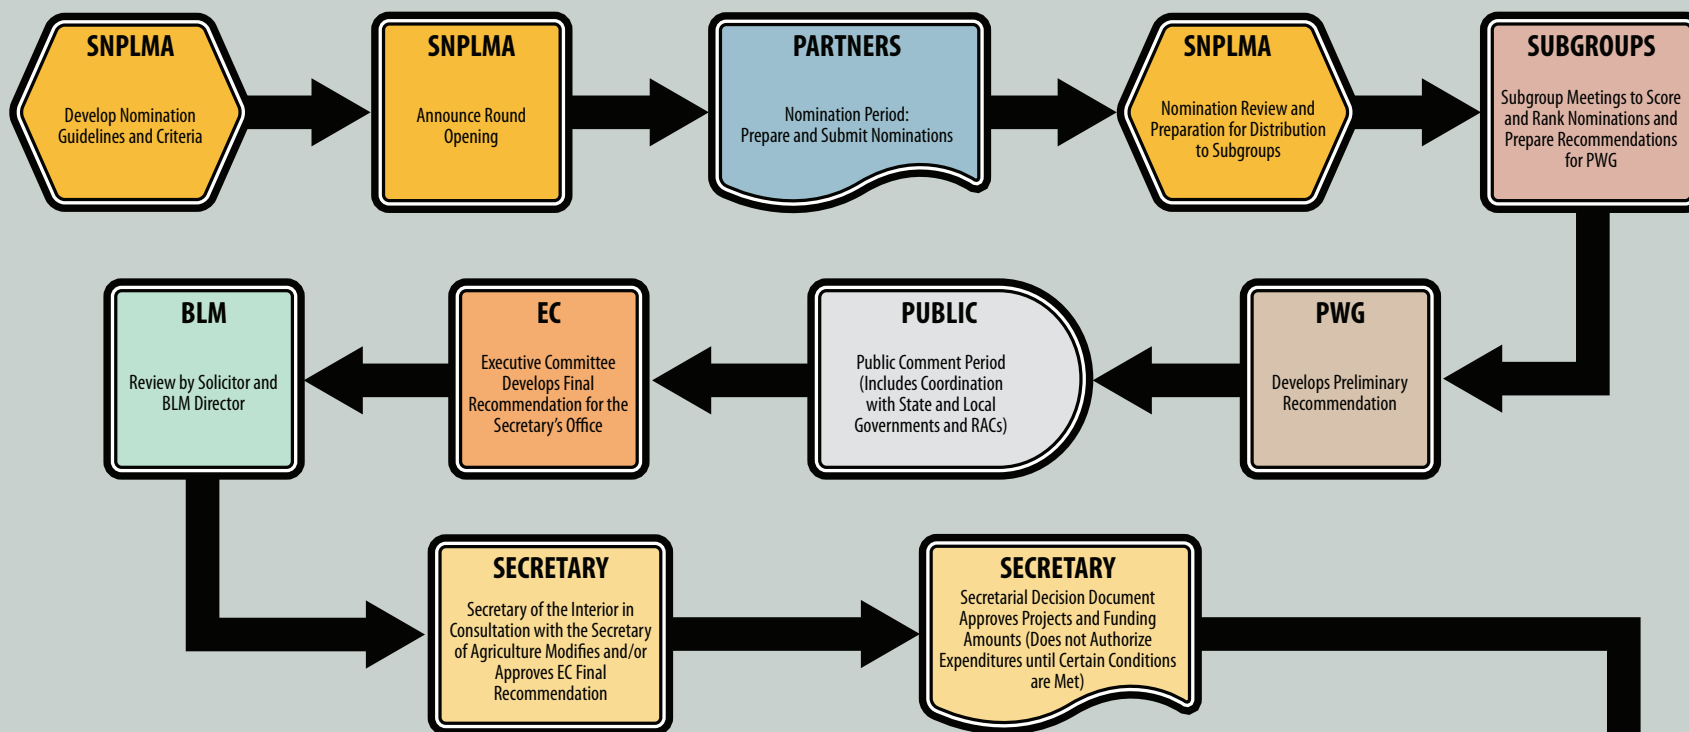 SNPLMA
Develop Nomination
Guidelines and Criteria
SNPLMA
Announce Round
Opening
PARTNERS
Nomination Period:
Prepare and Submit Nominations
SNPLMA
Nomination Review and
Preparation for Distribution
to Subgroups
SUBGROUPS
Subgroup Meetings to Score
and Rank Nominations and
Prepare Recommendations
for PWG
BLM
Review by Solicitor and
BLM Director
EC
Executive Committee
Develops Final
Recommendation for the
Secretary's Office
PUBLIC
Public Comment Period
(Includes Coordination
with State and Local
Governments and RACs)
PWG
Develops Preliminary
Recommendation
SECRETARY
Secretary of the Interior in
Consultation with the Secretary
of Agriculture Modifies and/or
Approves EC Final
Recommendation
SECRETARY
Secretarial Decision Document
Approves Projects and Funding
Amounts (Does not Authorize
Expenditures until Certain Conditions
are Met)